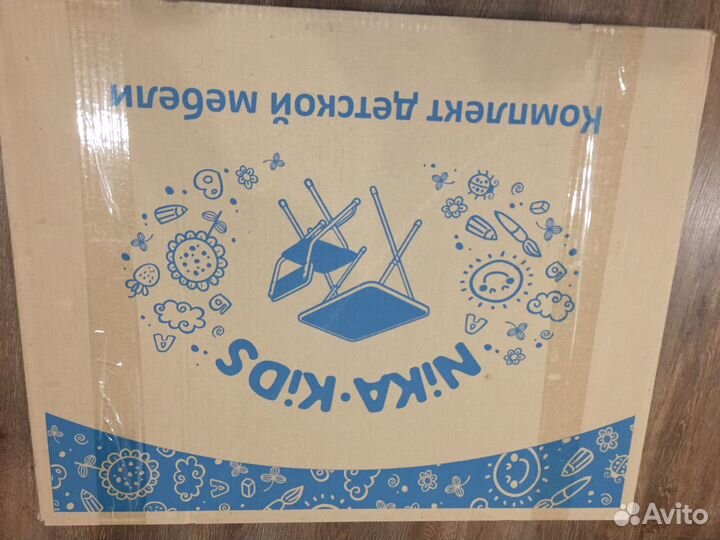 ·NiKA·KiDS·
Комплект детской мебели
Avito